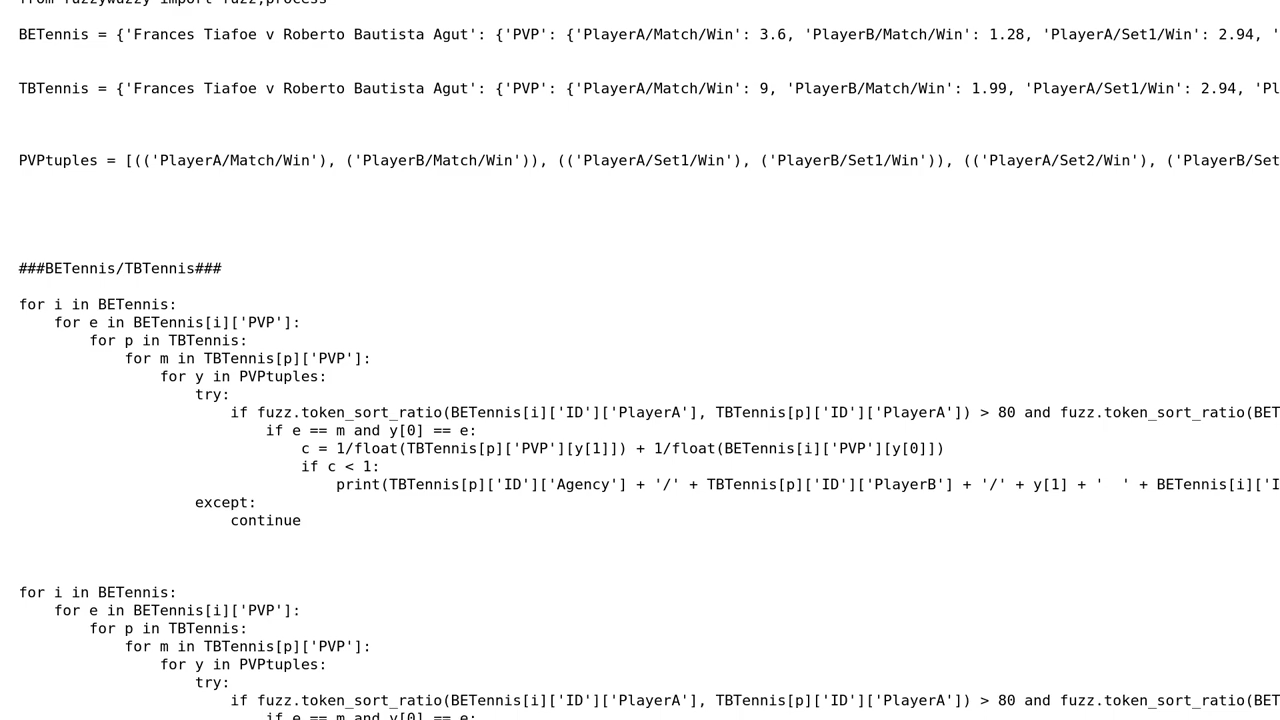 from fuzzywuzzy import fuzz,process
BETennis = {'Frances Tiafoe v Roberto Bautista Agut': {'PVP': {'PlayerA/Match/Win': 3.6, 'PlayerB/Match/Win': 1.28, 'PlayerA/Set1/Win': 2.94, '
TBTennis = {'Frances Tiafoe v Roberto Bautista Agut': {'PVP': {'PlayerA/Match/Win': 9, 'PlayerB/Match/Win': 1.99, 'PlayerA/Set1/Win': 2.94, 'Pl
PVPtuples = [(('PlayerA/Match/Win'), ('PlayerB/Match/Win')), (('PlayerA/Set1/Win'), ('PlayerB/Set1/Win')), (('PlayerA/Set2/Win'), ('PlayerB/Set
###BETennis/TBTennis###
for i in BETennis:
    for e in BETennis[i]['PVP']:
        for p in TBTennis:
            for m in TBTennis[p]['PVP']:
                for y in PVPtuples:
                    try:
                        if fuzz.token_sort_ratio(BETennis[i]['ID']['PlayerA'], TBTennis[p]['ID']['PlayerA']) > 80 and fuzz.token_sort_ratio(BET
                            if e == m and y[0] == e:
                                c = 1/float(TBTennis[p]['PVP'][y[1]]) + 1/float(BETennis[i]['PVP'][y[0]])
                                if c < 1:
                                    print(TBTennis[p]['ID']['Agency'] + '/' + TBTennis[p]['ID']['PlayerB'] + '/' + y[1] + '  ' + BETennis[i]['I
                    except:
                        continue
for i in BETennis:
    for e in BETennis[i]['PVP']:
        for p in TBTennis:
            for m in TBTennis[p]['PVP']:
                for y in PVPtuples:
                    try:
                        if fuzz.token_sort_ratio(BETennis[i]['ID']['PlayerA'], TBTennis[p]['ID']['PlayerA']) > 80 and fuzz.token_sort_ratio(BET
                            if e == m and y[0] == e: